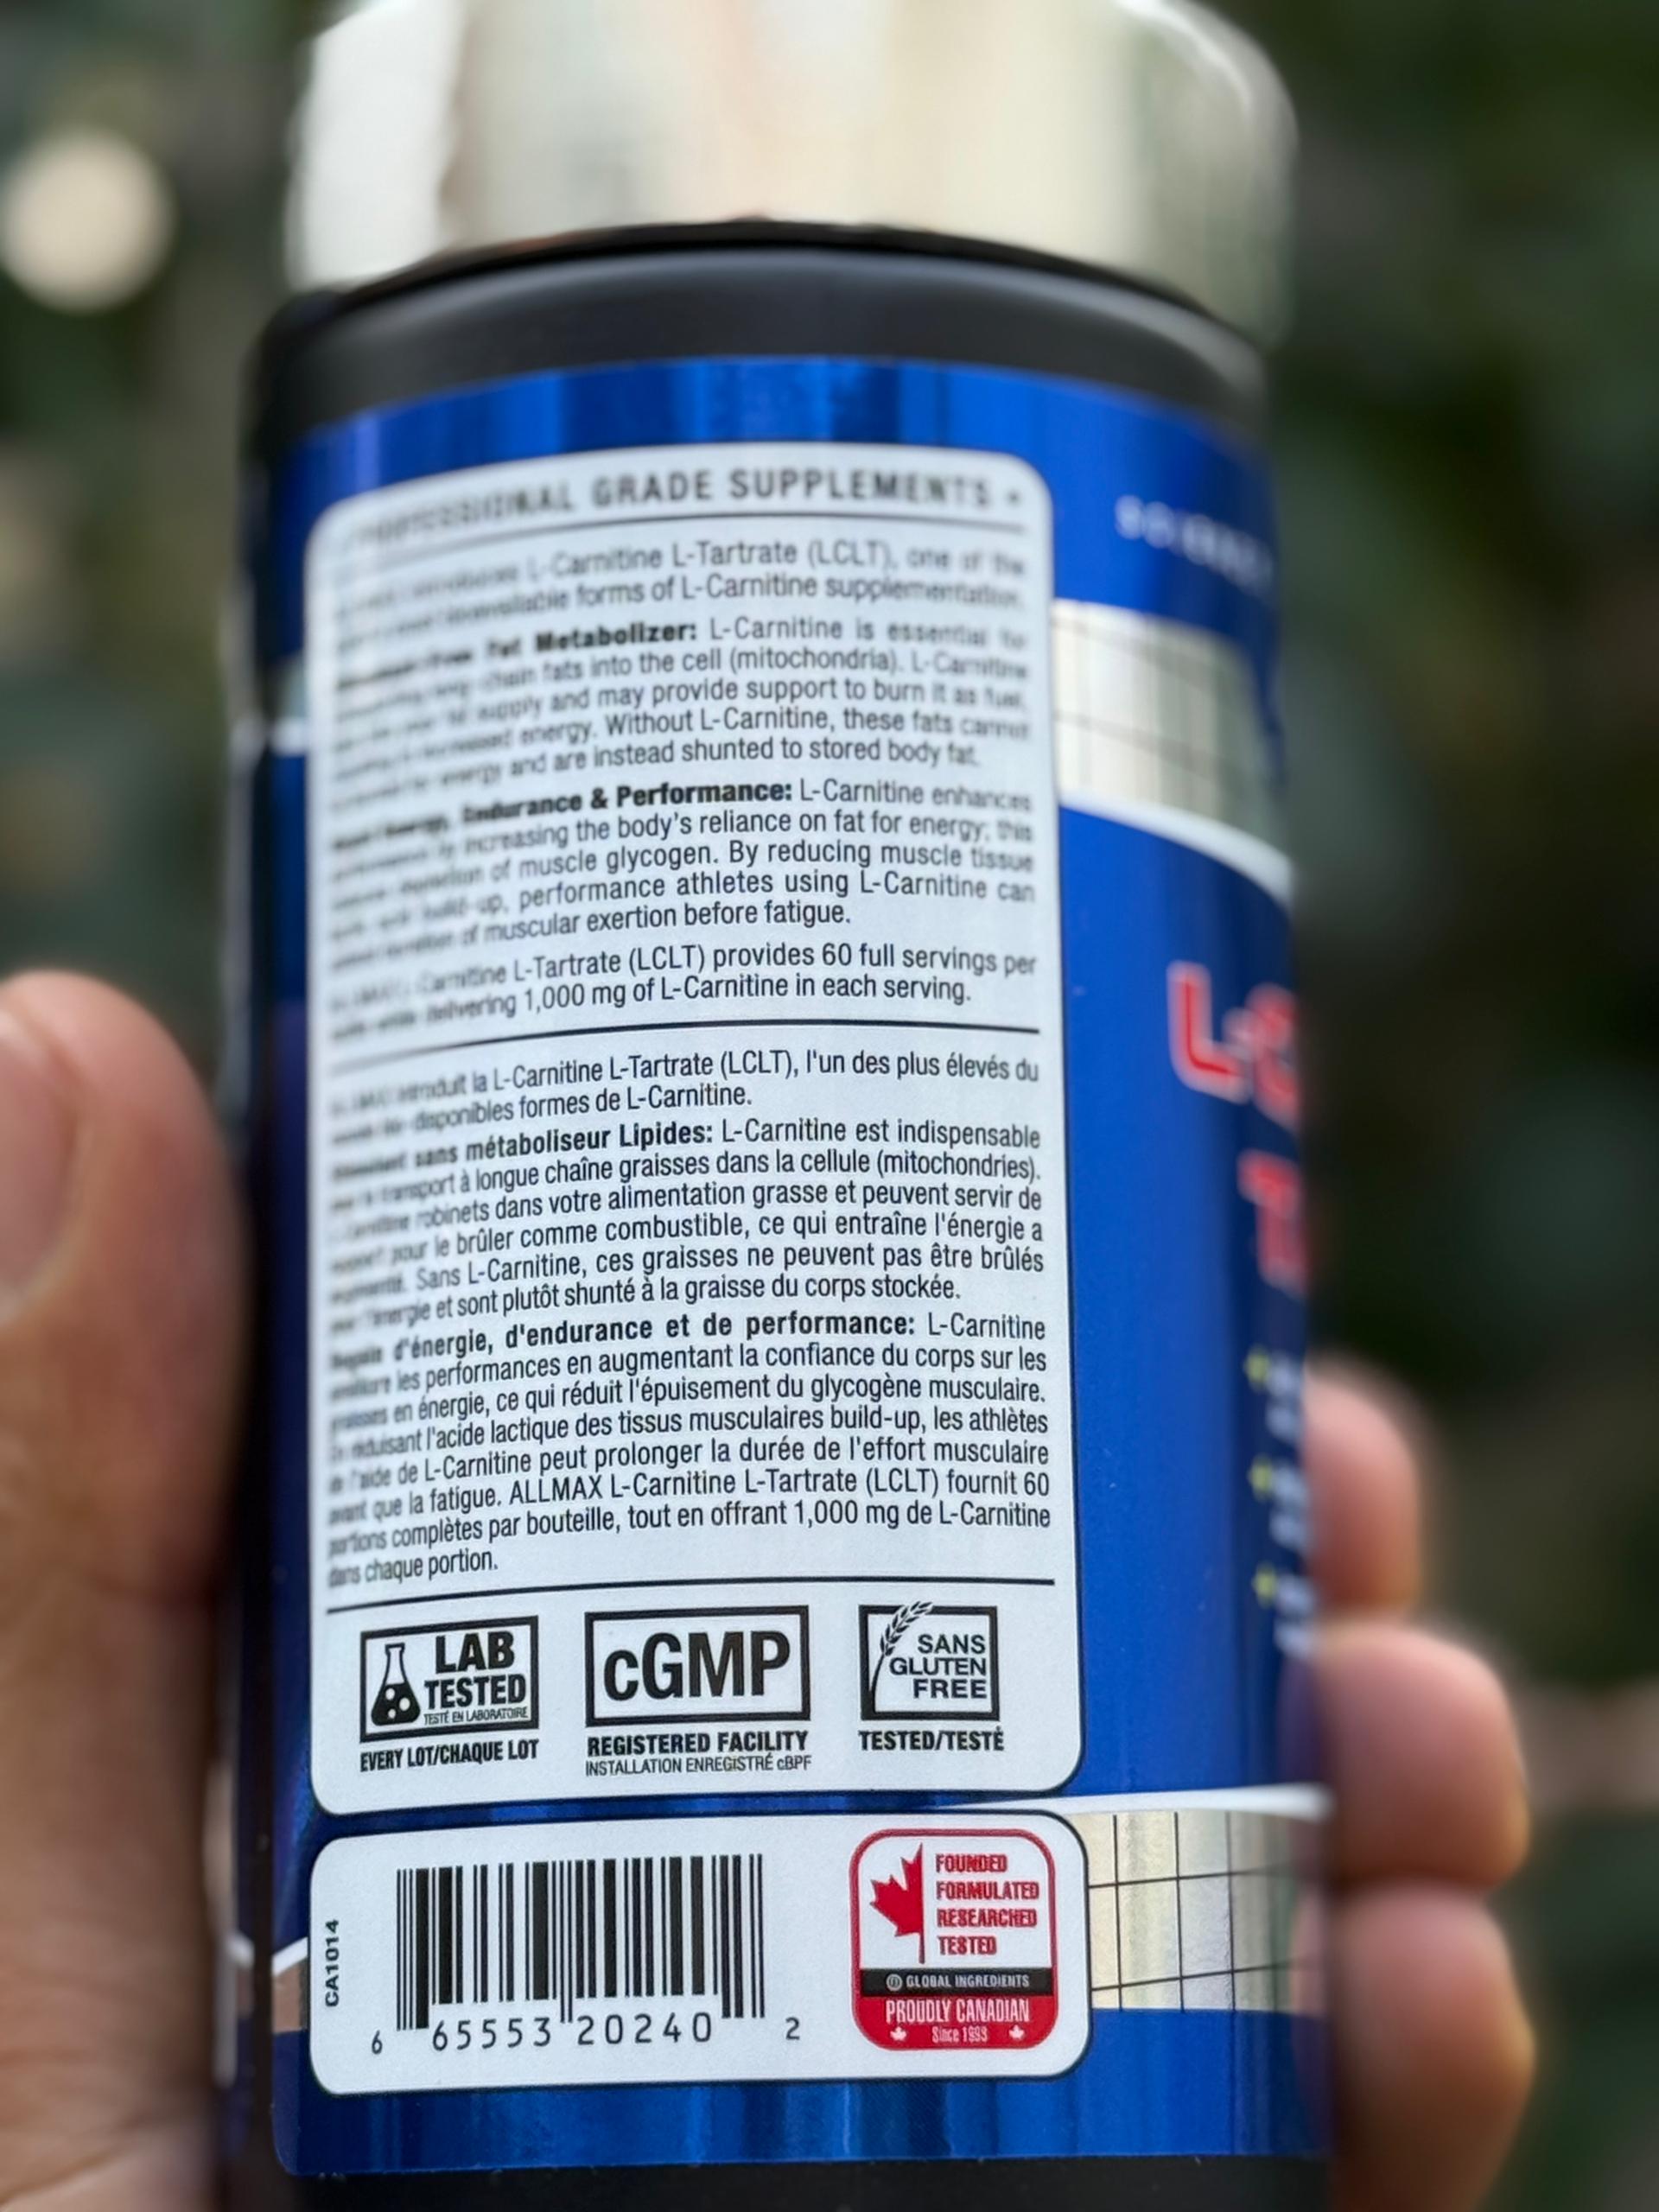 PROFESSIONAL GRADE SUPPLEMENTS •
L-Carnitine L-Tartrate (LCLT), one of the
forms of L-Carnitine supplementation.
Fat Metabolizer: L-Carnitine is essential to
chain fats into the cell (mitochondria). L-Carnitine
supply and may provide support to burn it as fuel,
energy. Without L-Carnitine, these fats cannot
energy and are instead shunted to stored body fat.
Endurance & Performance: L-Carnitine enhances
increasing the body's reliance on fat for energy; this
of muscle glycogen. By reducing muscle tissue
build-up, performance athletes using L-Carnitine can
of muscular exertion before fatigue.
L-Carnitine L-Tartrate (LCLT) provides 60 full servings per
delivering 1,000 mg of L-Carnitine in each serving.
introduit la L-Carnitine L-Tartrate (LCLT), l'un des plus élevés du
disponibles formes de L-Carnitine.
sans métaboliseur Lipides: L-Carnitine est indispensable
transport à longue chaîne graisses dans la cellule (mitochondries).
L-Carnitine robinets dans votre alimentation grasse et peuvent servir de
pour le brûler comme combustible, ce qui entraîne l'énergie a
Sans L-Carnitine, ces graisses ne peuvent pas être brûlés
l'énergie et sont plutôt shunté à la graisse du corps stockée.
d'énergie, d'endurance et de performance: L-Carnitine
améliore les performances en augmentant la confiance du corps sur les
graisses en énergie, ce qui réduit l'épuisement du glycogène musculaire.
En réduisant l'acide lactique des tissus musculaires build-up, les athlètes
à l'aide de L-Carnitine peut prolonger la durée de l'effort musculaire
avant que la fatigue. ALLMAX L-Carnitine L-Tartrate (LCLT) fournit 60
portions complètes par bouteille, tout en offrant 1,000 mg de L-Carnitine
dans chaque portion.
LAB
TESTED
TESTÉ EN LABORATOIRE
EVERY LOT/CHAQUE LOT
cGMP
REGISTERED FACILITY
INSTALLATION ENREGISTRÉ cBPF
SANS
GLUTEN
FREE
TESTED/TESTÉ
CA1014
6 65553 20240 2
FOUNDED
FORMULATED
RESEARCHED
TESTED
GLOBAL INGREDIENTS
PROUDLY CANADIAN
Since 1993